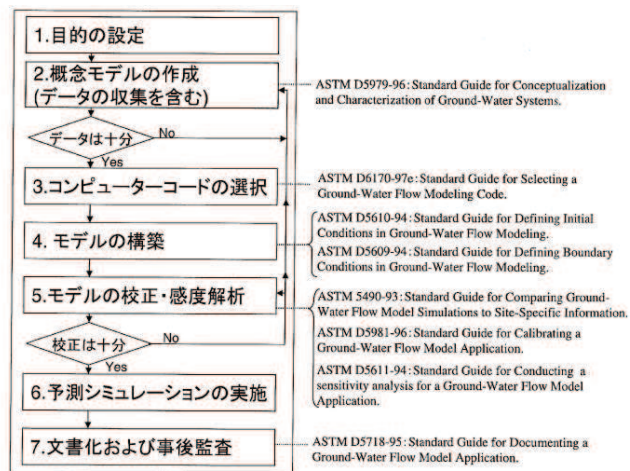 1.目的の設定
2.概念モデルの作成
(データの収集を含む)
ASTM D5979-96:Standard Guide for Conceptualization
and Characterization of Ground-Water Systems.
データは十分
No
Yes
3.コンピューターコードの選択
ASTM D6170-97e:Standard Guide for Selecting a
Ground-Water Flow Modeling Code.
4. モデルの構築
ASTM D5610-94:Standard Guide for Defining Initial
Conditions in Ground-Water Flow Modeling.
ASTM D5609-94:Standard Guide for Defining Boundary
Conditions in Ground-Water Flow Modeling.
5.モデルの校正・感度解析
ASTM 5490-93:Standard Guide for Comparing Ground-
Water Flow Model Simulations to Site-Specific Information.
ASTM D5981-96:Standard Guide for Calibrating a
Ground-Water Flow Model Application.
ASTM D5611-94:Standard Guide for Conducting a
sensitivity analysis for a Ground-Water Flow Model
Application.
校正は十分
No
Yes
6.予測シミュレーションの実施
7.文書化および事後監査
ASTM D5718-95:Standard Guide for Documenting a
Ground-Water Flow Model Application.